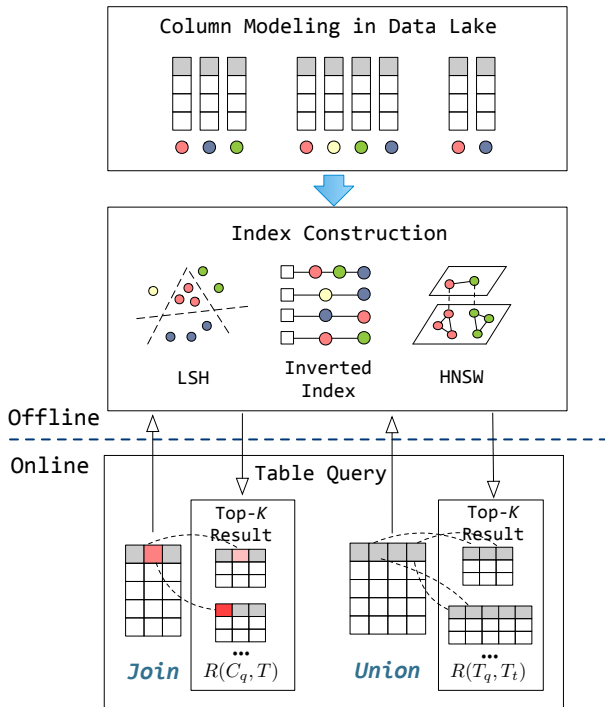 Column Modeling in Data Lake
Index Construction
LSH
Inverted
Index
HNSW
Offline
Online
Table Query
Top-K
Result
Top-K
Result
...
...
Join
R(C_q, T)
Union
R(T_q, T_t)